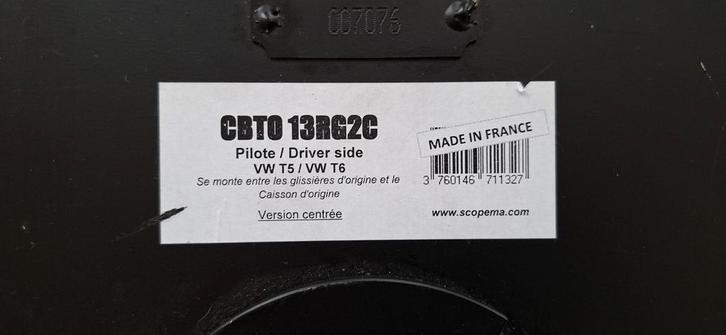 007076
CBTO 13RG2C
Pilote / Driver side
VW T5 / VW T6
Se monte entre les glissières d'origine et le
Caisson d'origine
Version centrée
MADE IN FRANCE
3 760146 711327
www.scopema.com